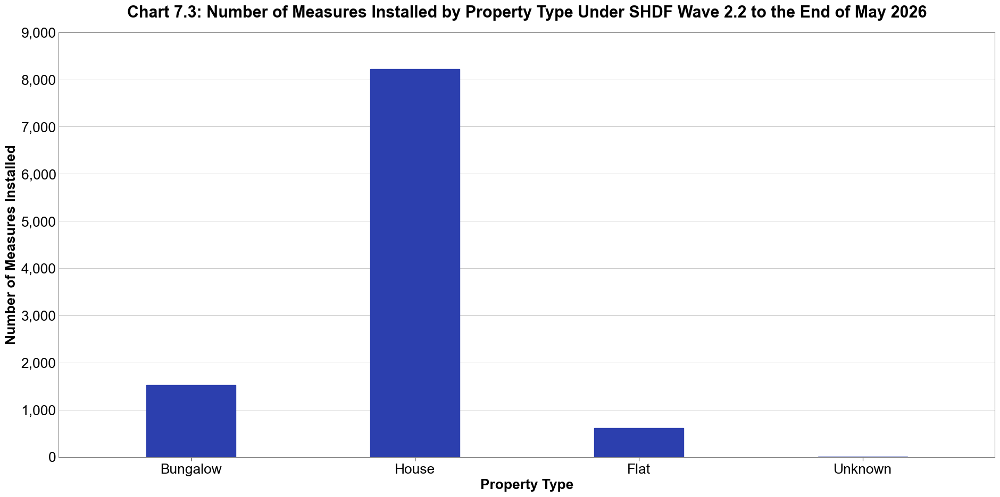 Chart 7.3: Number of Measures Installed by Property Type Under SHDF Wave 2.2 to the End of May 2026
Number of Measures Installed
9,000
8,000
7,000
6,000
5,000
4,000
3,000
2,000
1,000
0
Bungalow House Flat Unknown
Property Type